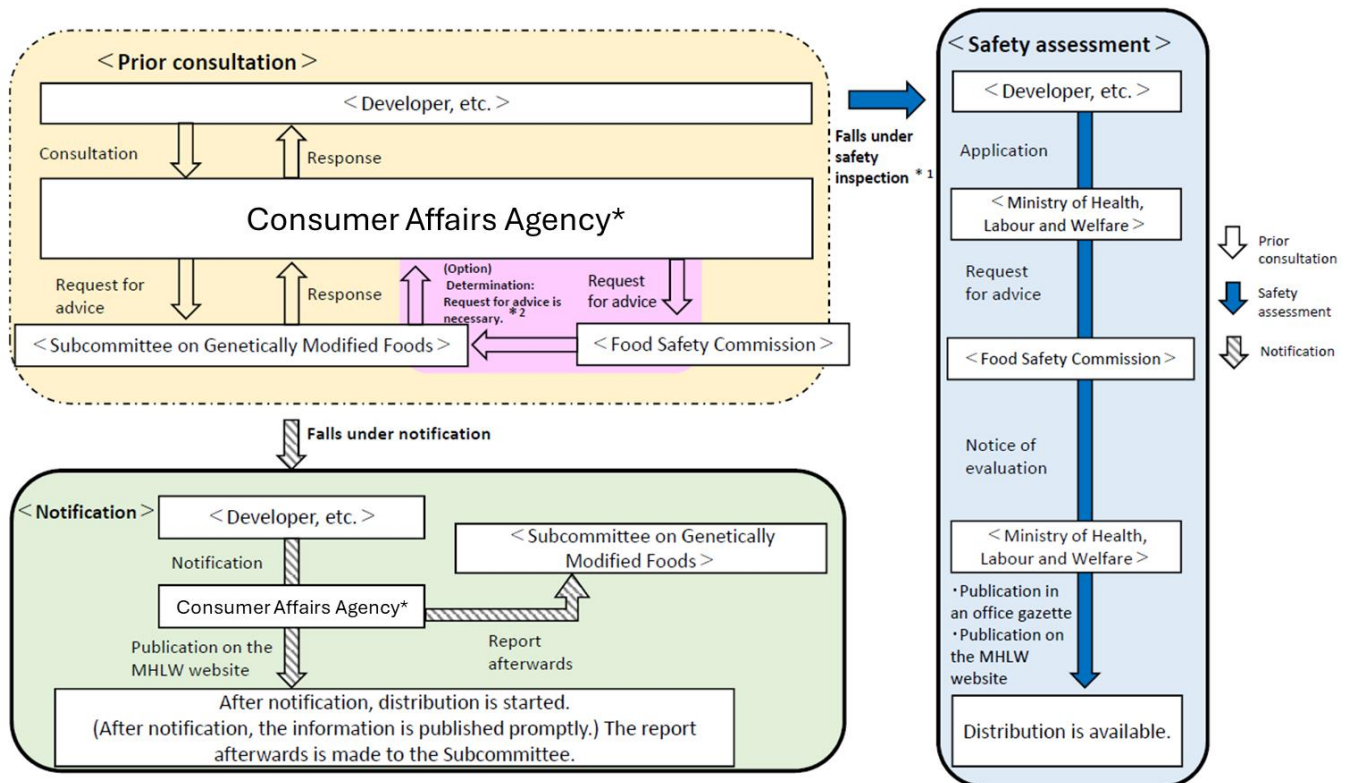 ＜Prior consultation＞
＜Developer, etc.＞
Consultation
Response
Consumer Affairs Agency*
Request for
advice
Response
(Option)
Determination:
Request for advice is
necessary. *2
Request
for advice
＜Subcommittee on Genetically Modified Foods＞
＜Food Safety Commission＞
Falls under
safety
inspection *1
Falls under notification
＜Notification＞
＜Developer, etc.＞
Notification
Consumer Affairs Agency*
＜Subcommittee on Genetically
Modified Foods＞
Report
afterwards
Publication on the
MHLW website
After notification, distribution is started.
(After notification, the information is published promptly.) The report
afterwards is made to the Subcommittee.
＜Safety assessment＞
＜Developer, etc.＞
Application
＜Ministry of Health,
Labour and Welfare＞
Request
for advice
＜Food Safety Commission＞
Notice of
evaluation
＜Ministry of Health,
Labour and Welfare＞
・Publication in
an office gazette
・Publication on
the MHLW
website
Distribution is available.
Prior
consultation
Safety
assessment
Notification